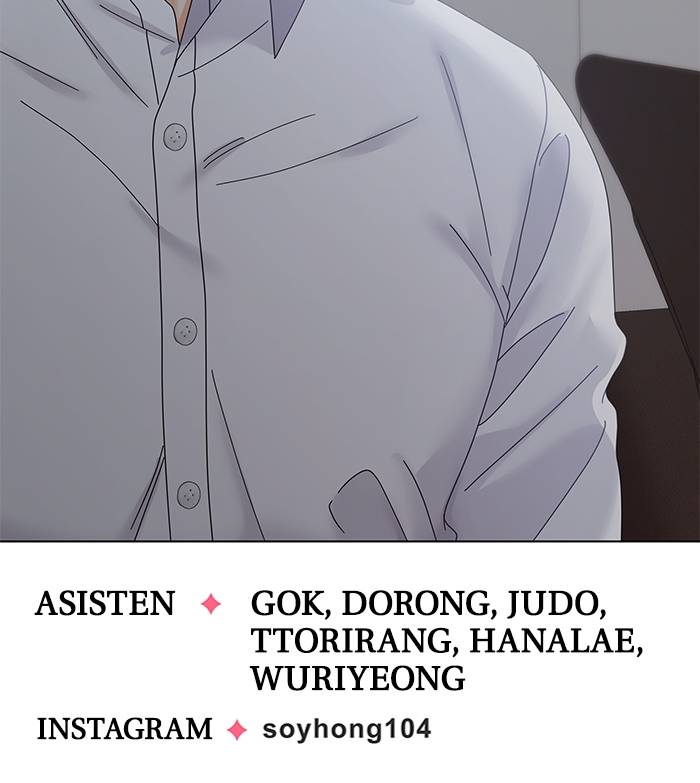 ASISTEN ✦ GOK, DORONG, JUDO,
TTORIRANG, HANALAE,
WURIYEONG
INSTAGRAM ✦ soyhong104